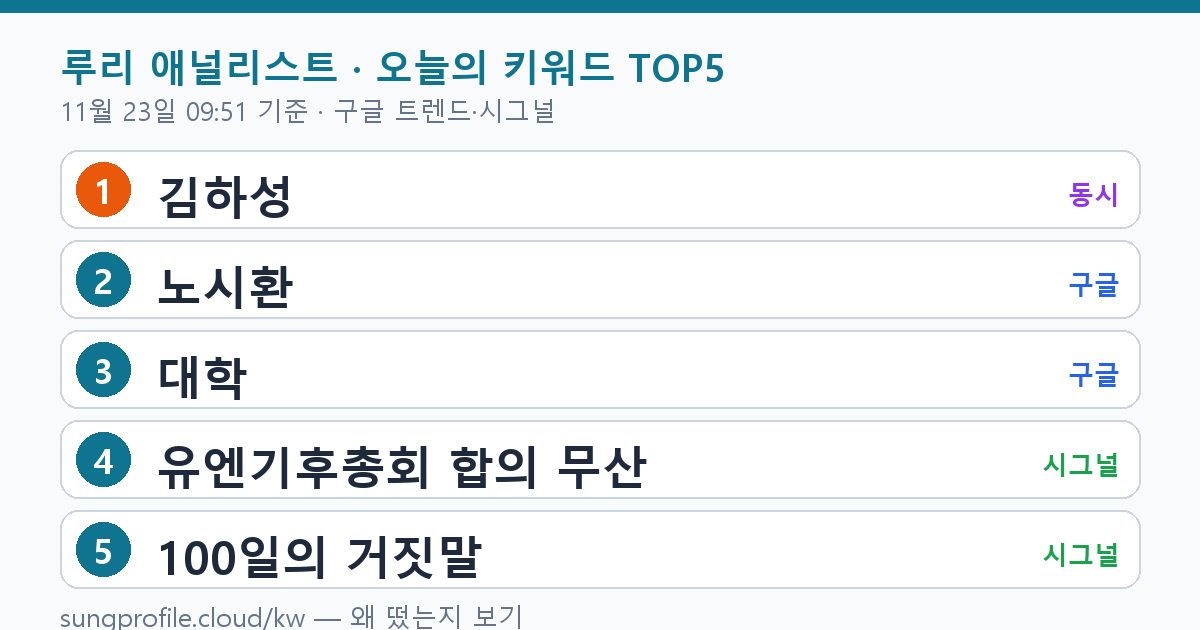 루리 애널리스트 · 오늘의 키워드 TOP5
11월 23일 09:51 기준 · 구글 트렌드·시그널
1 김하성 동시
2 노시환 구글
3 대학 구글
4 유엔기후총회 합의 무산 시그널
5 100일의 거짓말 시그널
sungprofile.cloud/kw — 왜 떴는지 보기